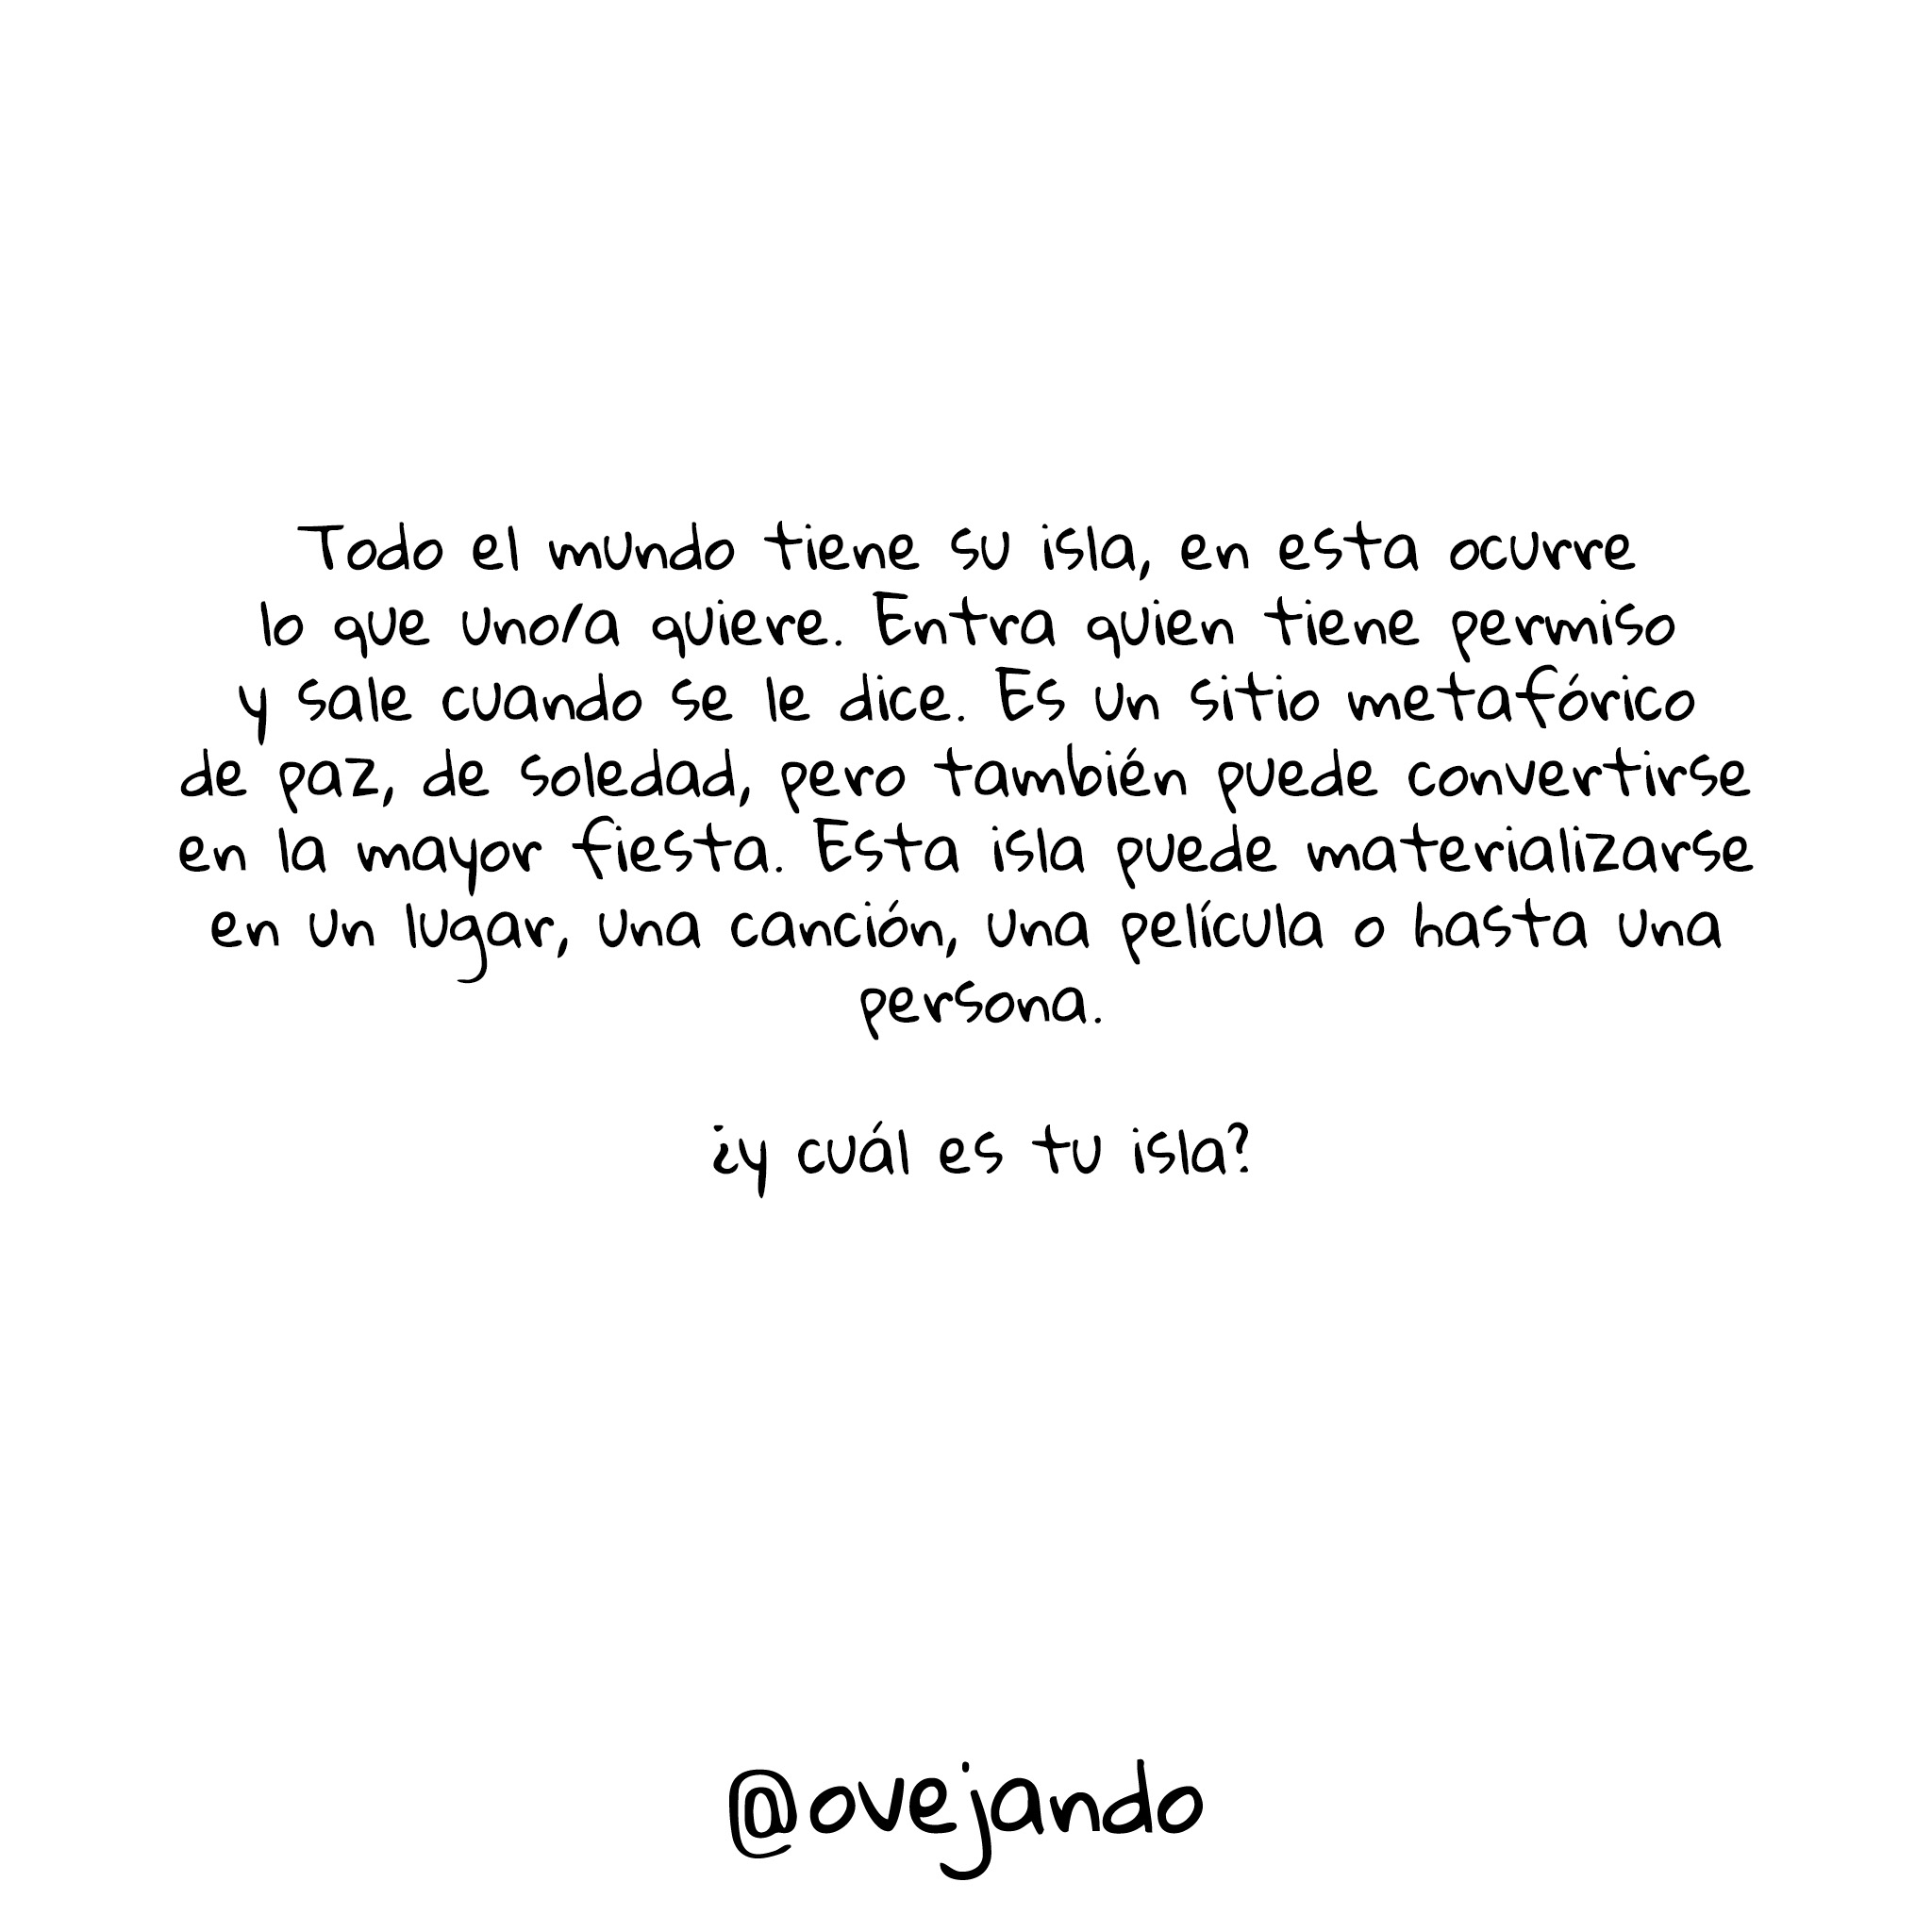 Todo el mundo tiene su isla, en esta ocurre
lo que uno/a quiere. Entra quien tiene permiso
y sale cuando se le dice. Es un sitio metafórico
de paz, de soledad, pero también puede convertirse
en la mayor fiesta. Esta isla puede materializarse
en un lugar, una canción, una película o hasta una
persona.
¿y cuál es tu isla?
@ovejando